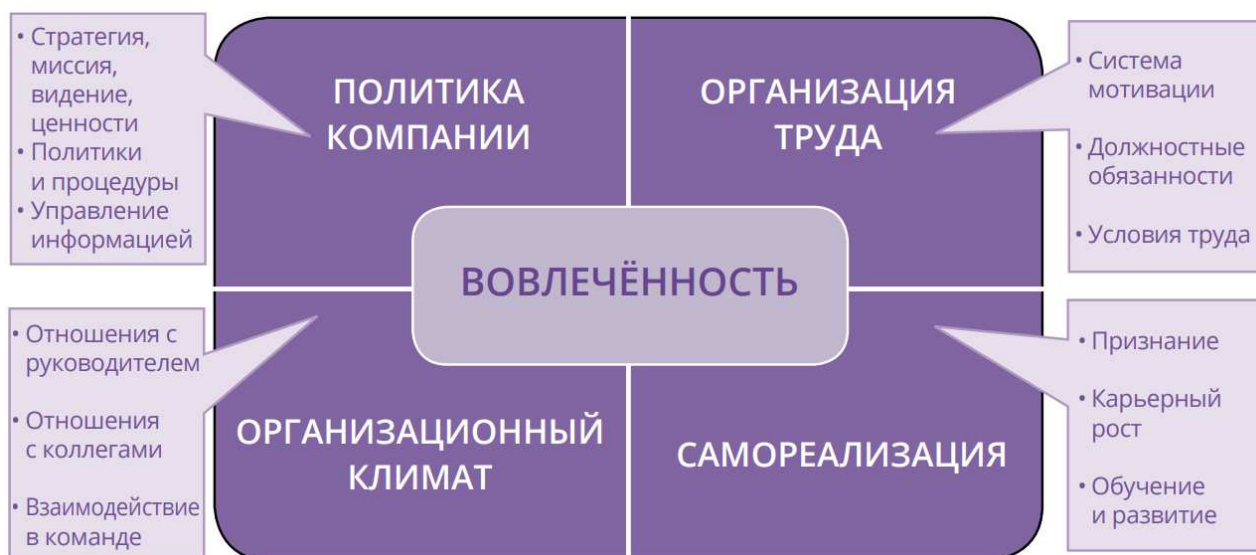 • Стратегия,
миссия,
видение,
ценности
• Политики
и процедуры
• Управление
информацией
ПОЛИТИКА
КОМПАНИИ
ОРГАНИЗАЦИЯ
ТРУДА
• Система
мотивации
• Должностные
обязанности
• Условия труда
ВОВЛЕЧЁННОСТЬ
• Отношения с
руководителем
• Отношения
с коллегами
• Взаимодействие
в команде
ОРГАНИЗАЦИОННЫЙ
КЛИМАТ
САМОРЕАЛИЗАЦИЯ
• Признание
• Карьерный
рост
• Обучение
и развитие